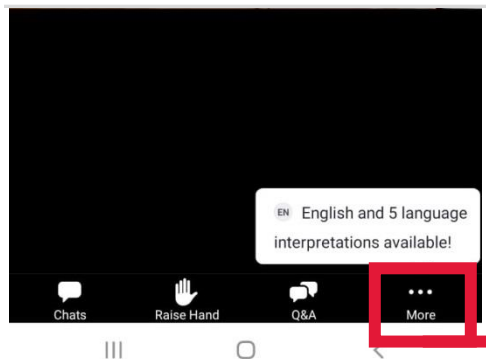 EN English and 5 language
interpretations available!
Chats Raise Hand Q&A More